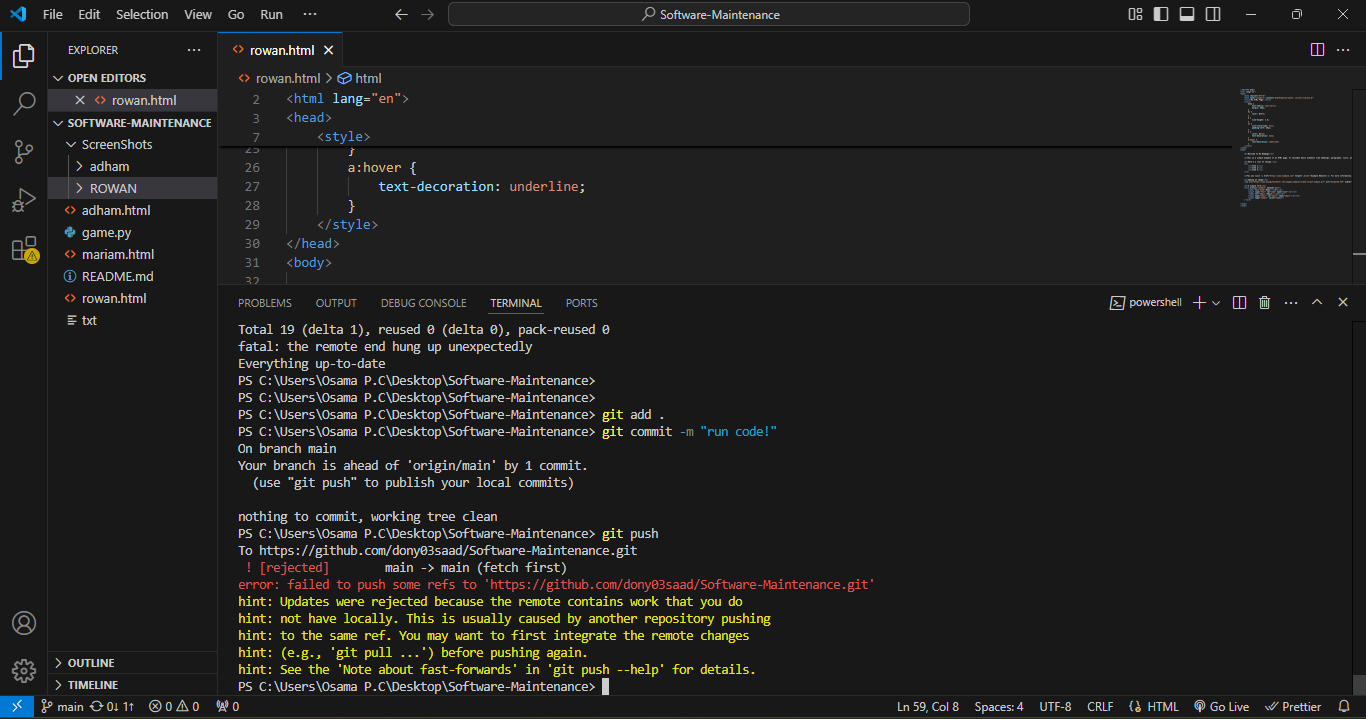 File Edit Selection View Go Run ··· Software-Maintenance
EXPLORER ···
OPEN EDITORS
rowan.html
SOFTWARE-MAINTENANCE
ScreenShots
adham
ROWAN
adham.html
game.py
mariam.html
README.md
rowan.html
txt
OUTLINE
TIMELINE
rowan.html
rowan.html > html
2 <html lang="en">
3 <head>
7 <style>
25 }
26 a:hover {
27 text-decoration: underline;
28 }
29 </style>
30 </head>
31 <body>
32
PROBLEMS OUTPUT DEBUG CONSOLE TERMINAL PORTS powershell
Total 19 (delta 1), reused 0 (delta 0), pack-reused 0
fatal: the remote end hung up unexpectedly
Everything up-to-date
PS C:\Users\Osama P.C\Desktop\Software-Maintenance>
PS C:\Users\Osama P.C\Desktop\Software-Maintenance>
PS C:\Users\Osama P.C\Desktop\Software-Maintenance> git add .
PS C:\Users\Osama P.C\Desktop\Software-Maintenance> git commit -m "run code!"
On branch main
Your branch is ahead of 'origin/main' by 1 commit.
(use "git push" to publish your local commits)
nothing to commit, working tree clean
PS C:\Users\Osama P.C\Desktop\Software-Maintenance> git push
To https://github.com/dony03saad/Software-Maintenance.git
! [rejected] main -> main (fetch first)
error: failed to push some refs to 'https://github.com/dony03saad/Software-Maintenance.git'
hint: Updates were rejected because the remote contains work that you do
hint: not have locally. This is usually caused by another repository pushing
hint: to the same ref. You may want to first integrate the remote changes
hint: (e.g., 'git pull ...') before pushing again.
hint: See the 'Note about fast-forwards' in 'git push --help' for details.
PS C:\Users\Osama P.C\Desktop\Software-Maintenance>
main 0↓ 1↑ 0 0 0 Ln 59, Col 8 Spaces: 4 UTF-8 CRLF HTML Go Live Prettier